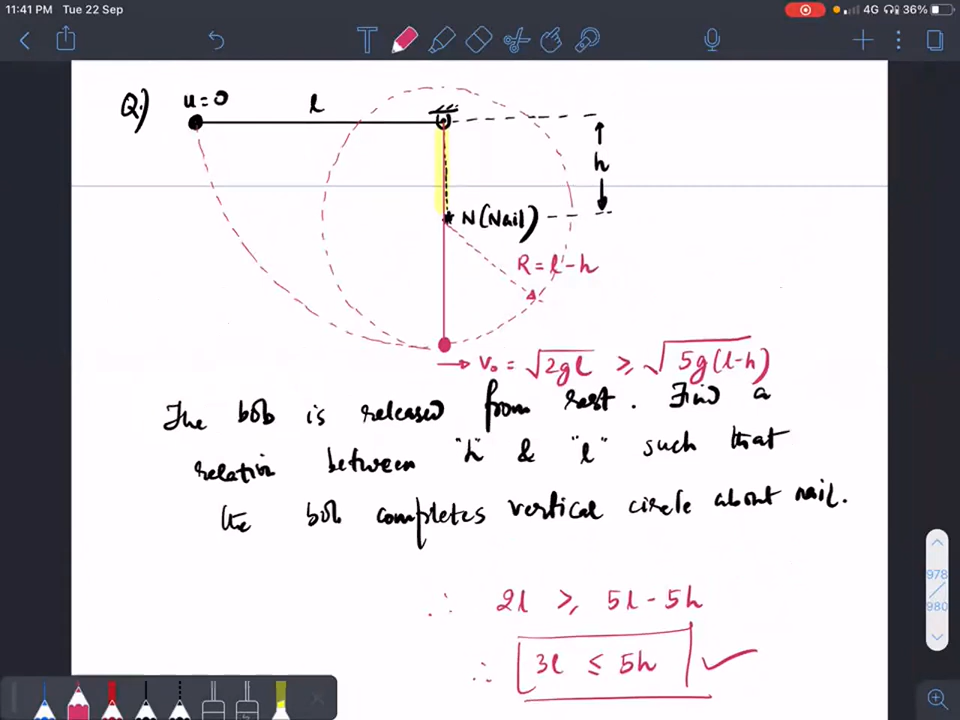 11:41 PM Tue 22 Sep
4G 36%
Q.) u = 0 l
h
N (Nail)
R = l - h
→ v₀ = √2gl ≥ √5g(l-h)
The bob is released from rest. Find a
relation between "h" & "l" such that
the bob completes vertical circle about nail.
∴ 2l ≥ 5l - 5h
∴ 3l ≤ 5h
978
980